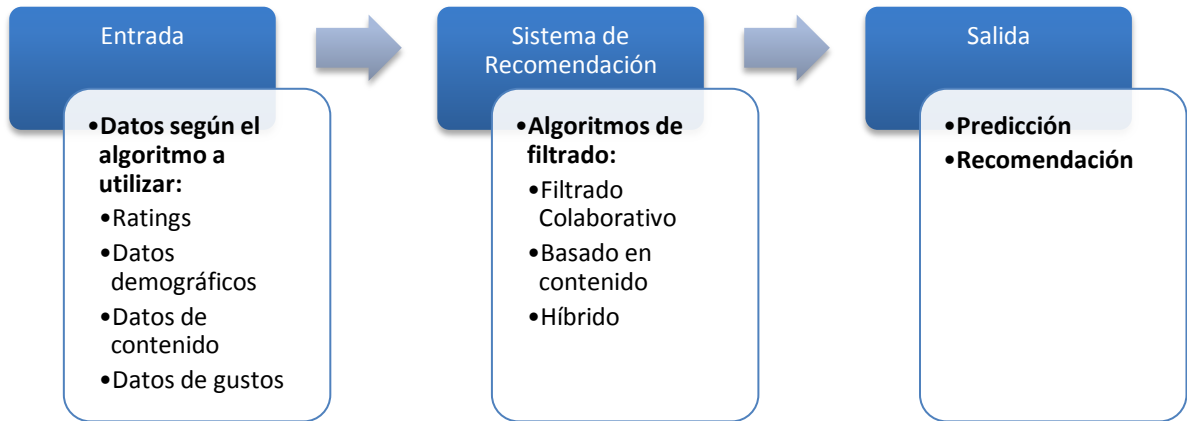 Entrada
•Datos según el
algoritmo a
utilizar:
•Ratings
•Datos
demográficos
•Datos de
contenido
•Datos de gustos
Sistema de
Recomendación
•Algoritmos de
filtrado:
•Filtrado
Colaborativo
•Basado en
contenido
•Híbrido
Salida
•Predicción
•Recomendación